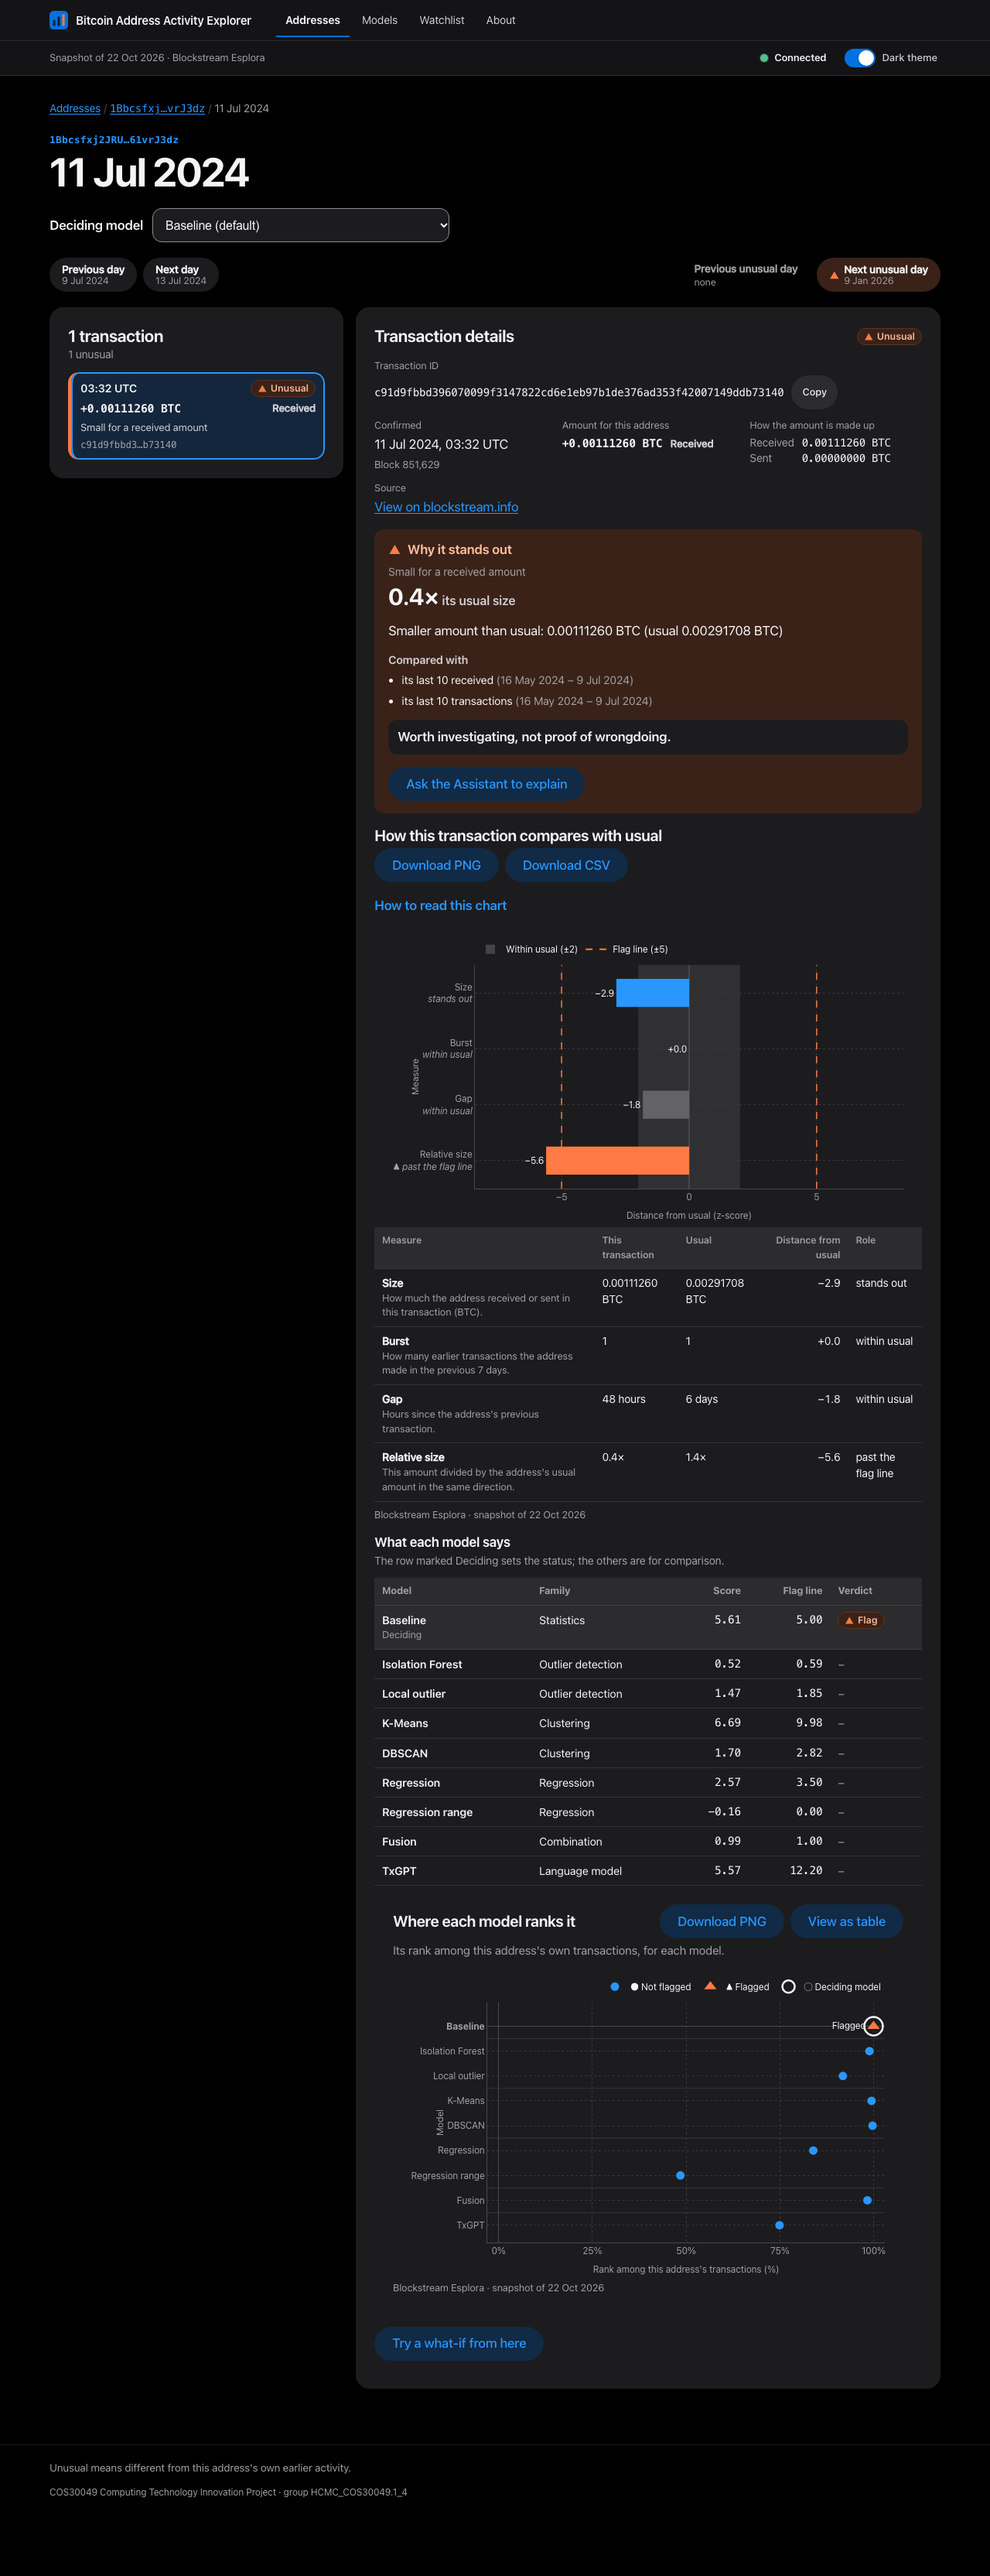 Bitcoin Address Activity Explorer
Addresses
Models
Watchlist
About
Snapshot of 22 Oct 2026 · Blockstream Esplora
Connected
Dark theme
Addresses / 1Bbcsfxj…vrJ3dz / 11 Jul 2024
1Bbcsfxj2JRU…61vrJ3dz
11 Jul 2024
Deciding model
Baseline (default)
Previous day
9 Jul 2024
Next day
13 Jul 2024
Previous unusual day
none
▲ Next unusual day
9 Jan 2026
1 transaction
1 unusual
03:32 UTC
▲ Unusual
+0.00111260 BTC
Received
Small for a received amount
c91d9fbbd3…b73140
Transaction details
▲ Unusual
Transaction ID
c91d9fbbd396070099f3147822cd6e1eb97b1de376ad353f42007149ddb73140
Copy
Confirmed
11 July 2024, 03:32 UTC
Block 851,629
Amount for this address
+0.00111260 BTC Received
How the amount is made up
Received 0.00111260 BTC
Sent 0.00000000 BTC
Source
View on blockstream.info
▲ Why it stands out
Small for a received amount
0.4× its usual size
Smaller amount than usual: 0.00111260 BTC (usual 0.00291708 BTC)
Compared with
• its last 10 received (16 May 2024 – 9 Jul 2024)
• its last 10 transactions (16 May 2024 – 9 Jul 2024)
Worth investigating, not proof of wrongdoing.
Ask the Assistant to explain
How this transaction compares with usual
Download PNG
Download CSV
How to read this chart
Within usual (±2)
Flag line (±5)
Size
stands out
−2.9
Burst
within usual
+0.0
Measure
Gap
within usual
−1.8
Relative size
▲ past the flag line
−5.6
−5 0 5
Distance from usual (z-score)
Measure This transaction Usual Distance from usual Role
Size 0.00111260 BTC 0.00291708 BTC −2.9 stands out
How much the address received or sent in
this transaction (BTC).
Burst 1 1 +0.0 within usual
How many earlier transactions the address
made in the previous 7 days.
Gap 48 hours 6 days −1.8 within usual
Hours since the address's previous
transaction.
Relative size 0.4× 1.4× −5.6 past the flag line
This amount divided by the address's usual
amount in the same direction.
Blockstream Esplora · snapshot of 22 Oct 2026
What each model says
The row marked Deciding sets the status; the others are for comparison.
Model Family Score Flag line Verdict
Baseline Statistics 5.61 5.00 ▲ Flag
Deciding
Isolation Forest Outlier detection 0.52 0.59 –
Local outlier Outlier detection 1.47 1.85 –
K-Means Clustering 6.69 9.98 –
DBSCAN Clustering 1.70 2.82 –
Regression Regression 2.57 3.50 –
Regression range Regression −0.16 0.00 –
Fusion Combination 0.99 1.00 –
TxGPT Language model 5.57 12.20 –
Where each model ranks it
Download PNG
View as table
Its rank among this address's own transactions, for each model.
● Not flagged
▲ Flagged
○ Deciding model
Baseline
Flagged
Isolation Forest
Local outlier
K-Means
Model
DBSCAN
Regression
Regression range
Fusion
TxGPT
0% 25% 50% 75% 100%
Rank among this address's transactions (%)
Blockstream Esplora · snapshot of 22 Oct 2026
Try a what-if from here
Unusual means different from this address's own earlier activity.
COS30049 Computing Technology Innovation Project · group HCMC_COS30049.1_4